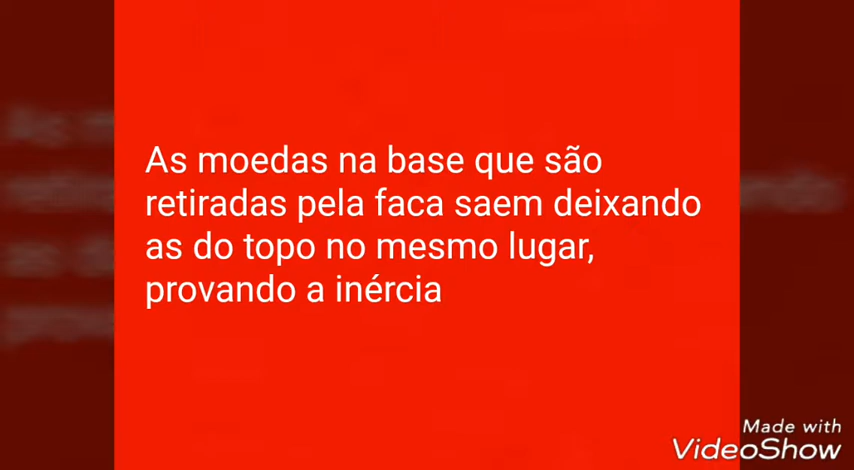 As moedas na base que são
retiradas pela faca saem deixando
as do topo no mesmo lugar,
provando a inércia
Made with
VideoShow